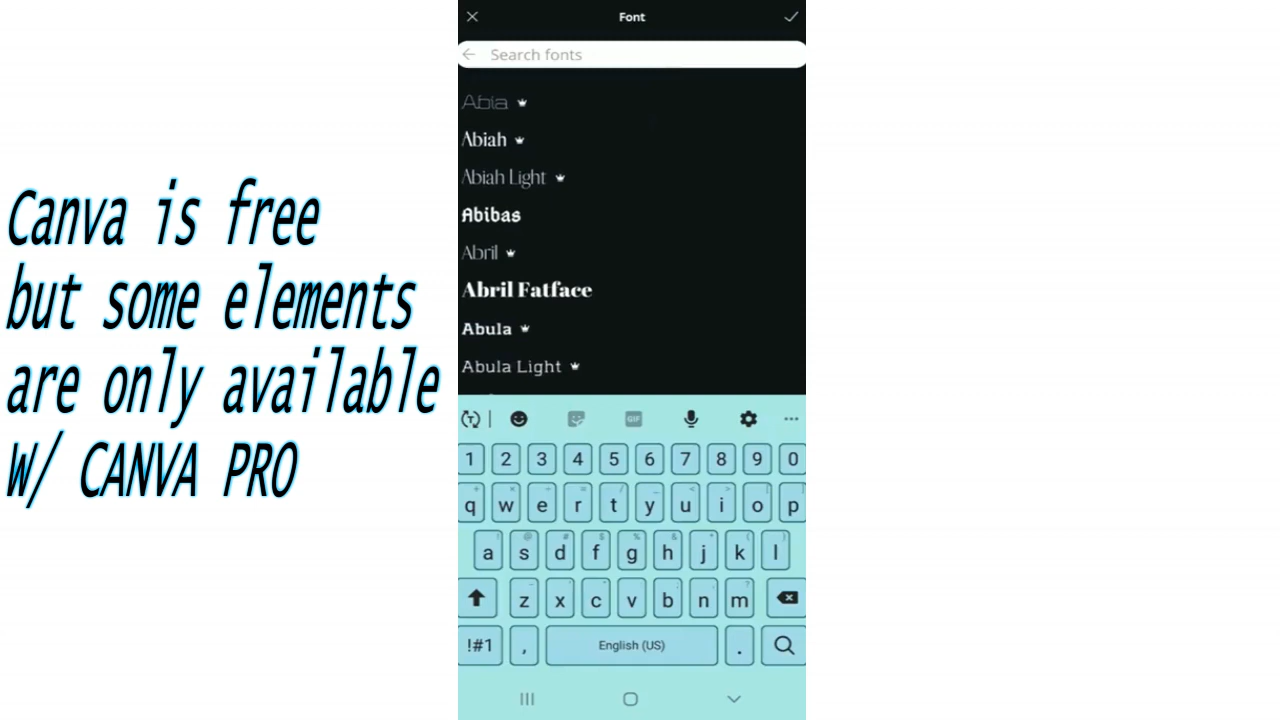 Canva is free
but some elements
are only available
W/ CANVA PRO
Font
Search fonts
Abia
Abiah
Abiah Light
Abibas
Abril
Abril Fatface
Abula
Abula Light
GIF
1 2 3 4 5 6 7 8 9 0
q w e r t y u i o p
a s d f g h j k l
z x c v b n m
!#1 , English (US) .